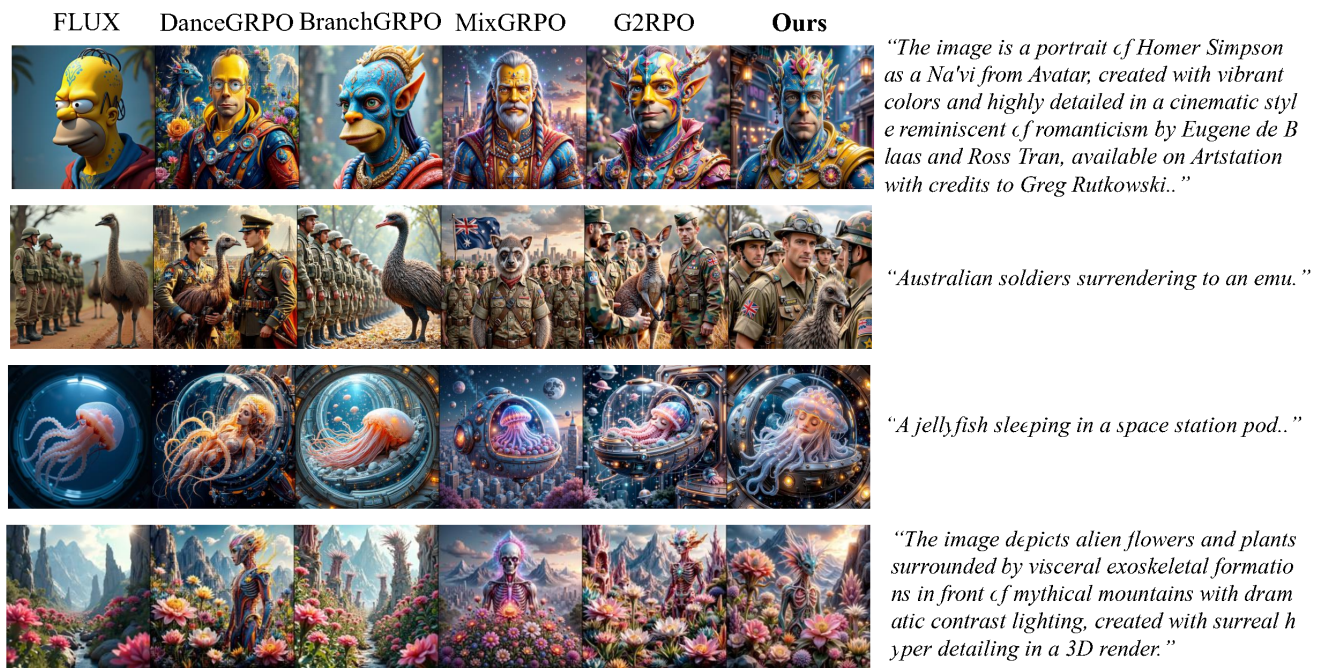 FLUX DanceGRPO BranchGRPO MixGRPO G2RPO Ours
“The image is a portrait of Homer Simpson
as a Na'vi from Avatar, created with vibrant
colors and highly detailed in a cinematic styl
e reminiscent of romanticism by Eugene de B
laas and Ross Tran, available on Artstation
with credits to Greg Rutkowski..”
“Australian soldiers surrendering to an emu.”
“A jellyfish sleeping in a space station pod..”
“The image depicts alien flowers and plants
surrounded by visceral exoskeletal formatio
ns in front of mythical mountains with dram
atic contrast lighting, created with surreal h
yper detailing in a 3D render.”